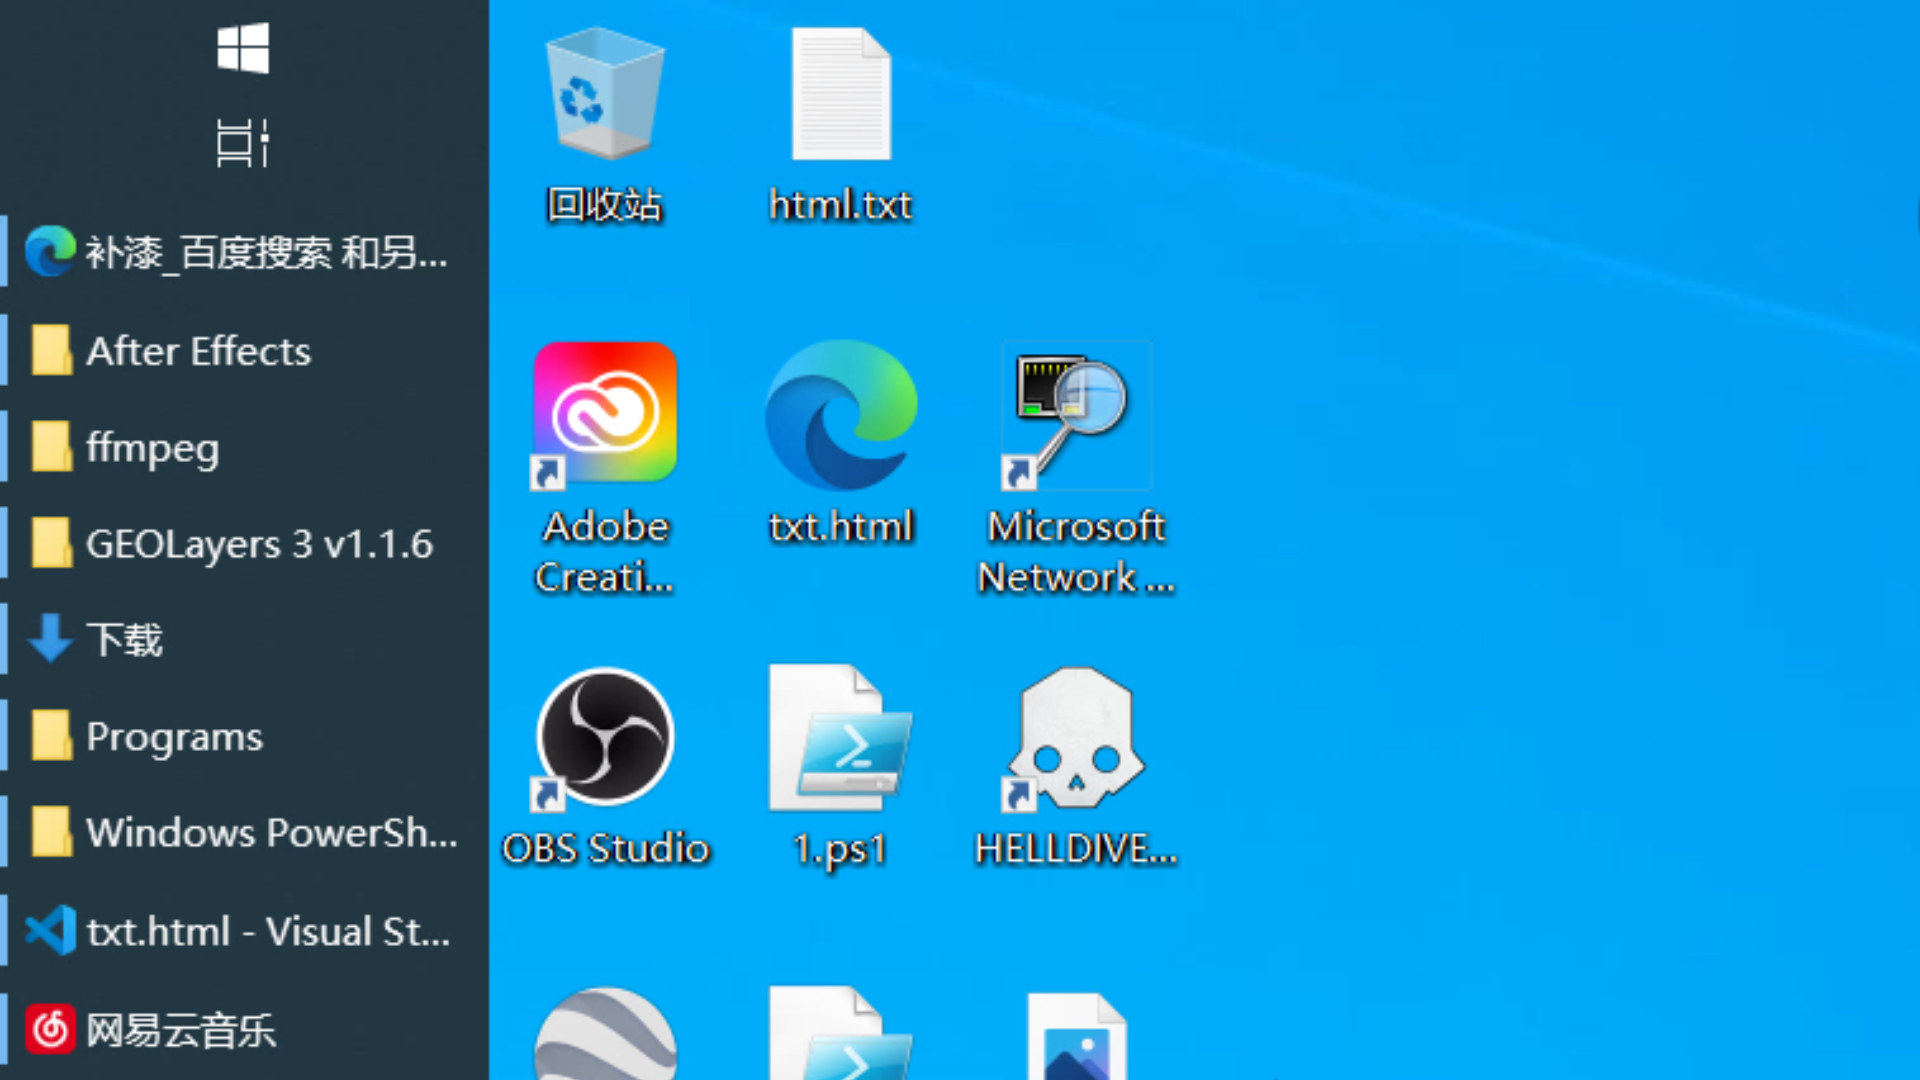 补漆_百度搜索 和另...
After Effects
ffmpeg
GEOLayers 3 v1.1.6
下载
Programs
Windows PowerSh...
txt.html - Visual St...
网易云音乐
回收站
html.txt
Adobe
Creati...
txt.html
Microsoft
Network ...
OBS Studio
1.ps1
HELLDIVE...